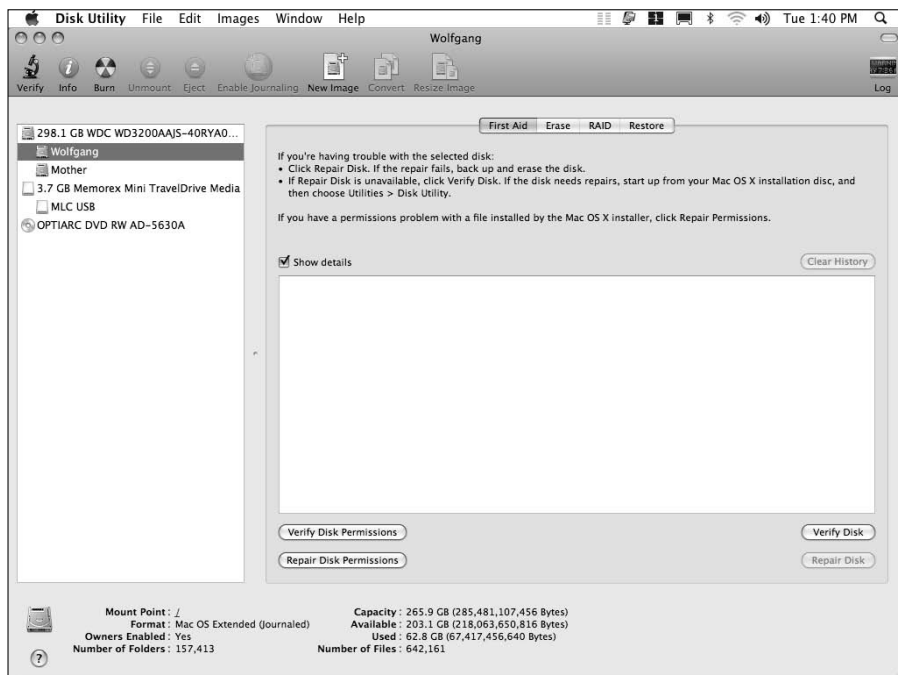 Disk Utility File Edit Images Window Help Tue 1:40 PM
Wolfgang
Verify Info Burn Unmount Eject Enable Journaling New Image Convert Resize Image Log
298.1 GB WDC WD3200AAJS-40RYA0...
Wolfgang
Mother
3.7 GB Memorex Mini TravelDrive Media
MLC USB
OPTIARC DVD RW AD-5630A
First Aid Erase RAID Restore
If you're having trouble with the selected disk:
• Click Repair Disk. If the repair fails, back up and erase the disk.
• If Repair Disk is unavailable, click Verify Disk. If the disk needs repairs, start up from your Mac OS X installation disc, and
then choose Utilities > Disk Utility.
If you have a permissions problem with a file installed by the Mac OS X installer, click Repair Permissions.
Show details
Clear History
Verify Disk Permissions
Verify Disk
Repair Disk Permissions
Repair Disk
Mount Point : /
Format : Mac OS Extended (Journaled)
Owners Enabled : Yes
Number of Folders : 157,413
Capacity : 265.9 GB (285,481,107,456 Bytes)
Available : 203.1 GB (218,063,650,816 Bytes)
Used : 62.8 GB (67,417,456,640 Bytes)
Number of Files : 642,161
?